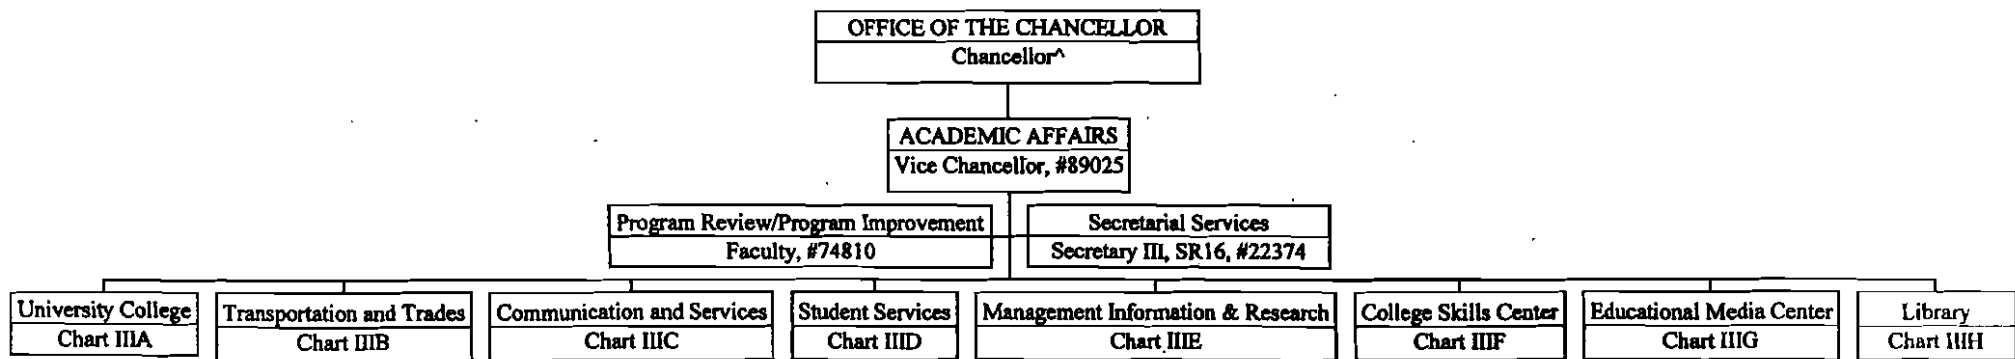 OFFICE OF THE CHANCELLOR
Chancellor^
ACADEMIC AFFAIRS
Vice Chancellor, #89025
Program Review/Program Improvement
Faculty, #74810
Secretarial Services
Secretary III, SR16, #22374
University College
Chart IIIA
Transportation and Trades
Chart IIIB
Communication and Services
Chart IIIC
Student Services
Chart IIID
Management Information & Research
Chart IIIE
College Skills Center
Chart IIIF
Educational Media Center
Chart IIIG
Library
Chart IIIH